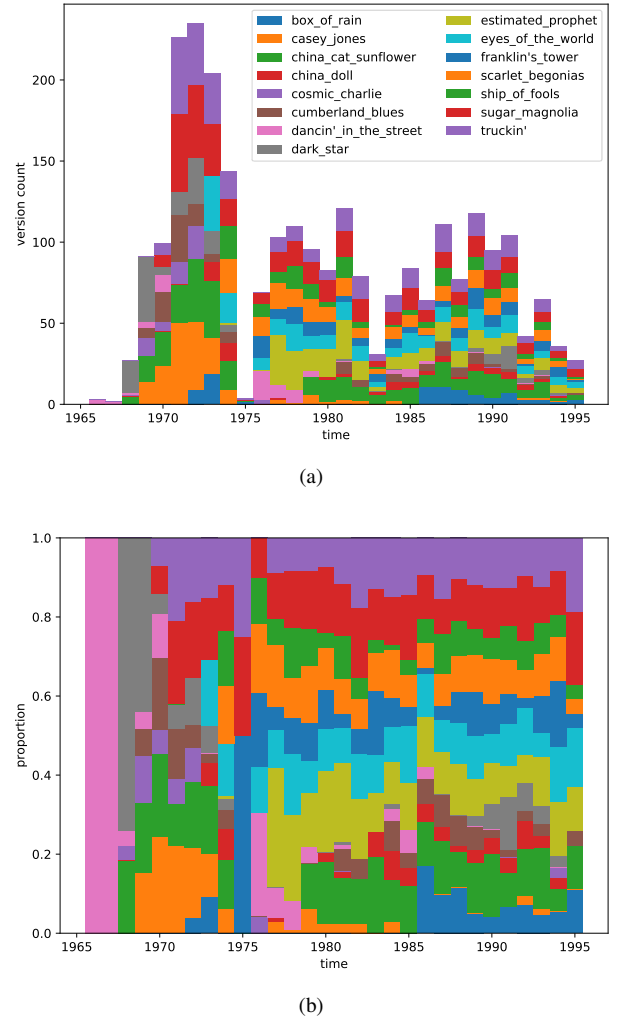 box_of_rain
casey_jones
china_cat_sunflower
china_doll
cosmic_charlie
cumberland_blues
dancin'_in_the_street
dark_star
estimated_prophet
eyes_of_the_world
franklin's_tower
scarlet_begonias
ship_of_fools
sugar_magnolia
truckin'
version count
200
150
100
50
0
1965 1970 1975 1980 1985 1990 1995
time
(a)
proportion
1.0
0.8
0.6
0.4
0.2
0.0
1965 1970 1975 1980 1985 1990 1995
time
(b)